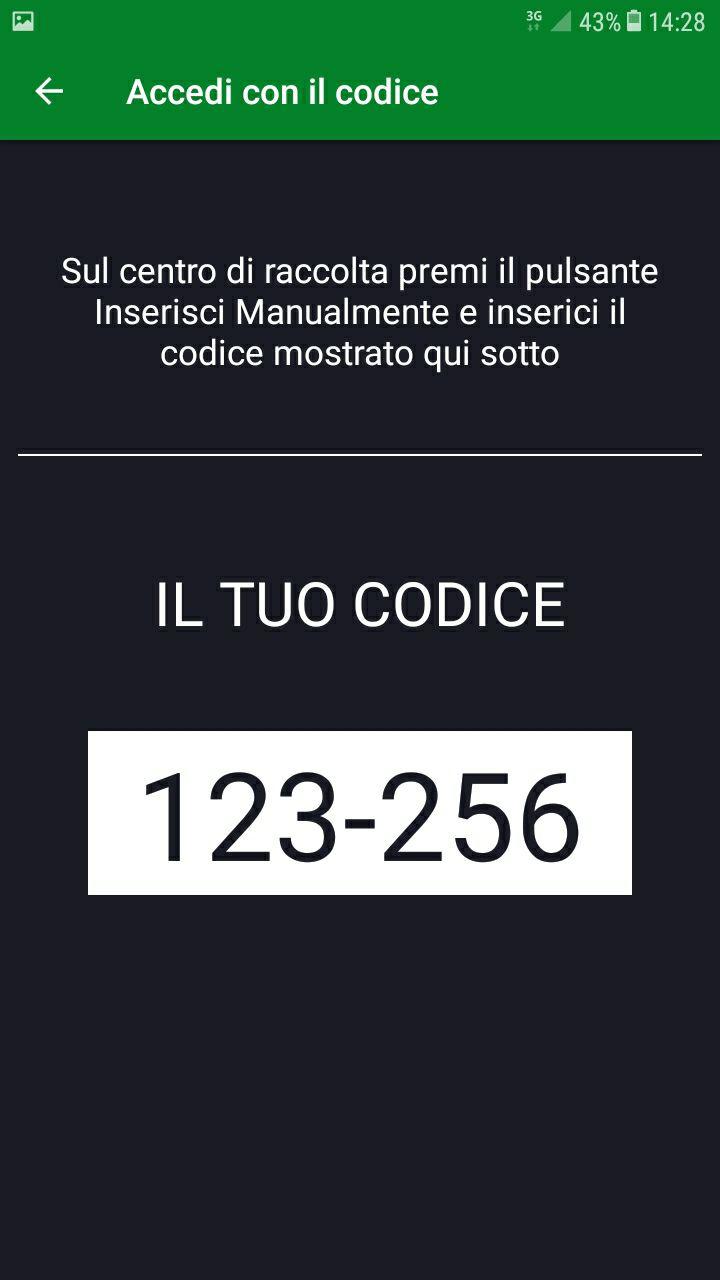 3G 43% 14:28
Accedi con il codice
Sul centro di raccolta premi il pulsante
Inserisci Manualmente e inserici il
codice mostrato qui sotto
IL TUO CODICE
123-256